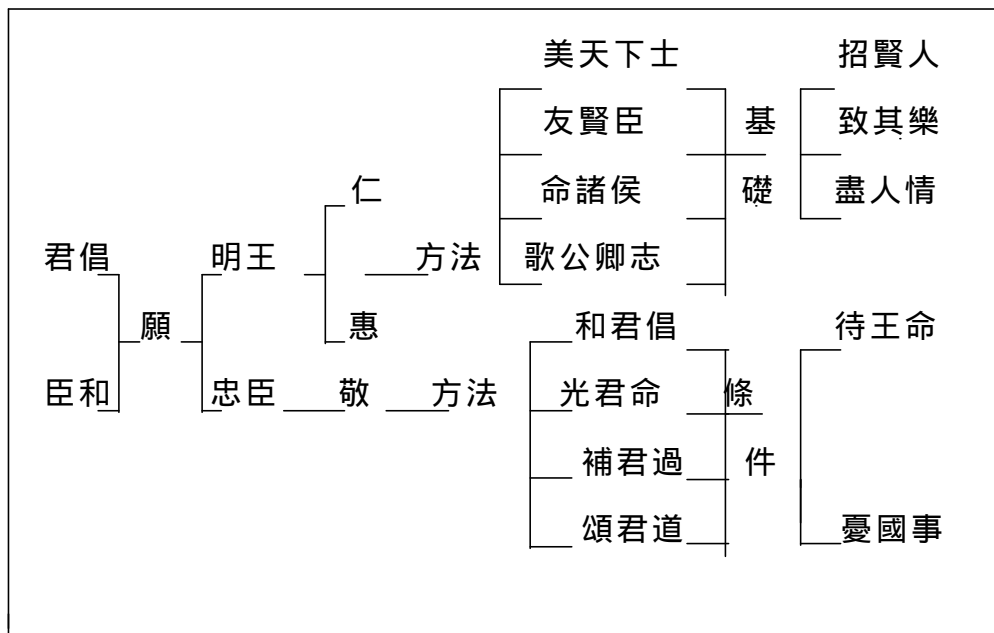 美天下士 招賢人
友賢臣 基 致其樂
仁 命諸侯 礎 盡人情
君倡 明王 方法 歌公卿志
願 惠 和君倡 待王命
臣和 忠臣 敬 方法 光君命 條
補君過 件
頌君道 憂國事